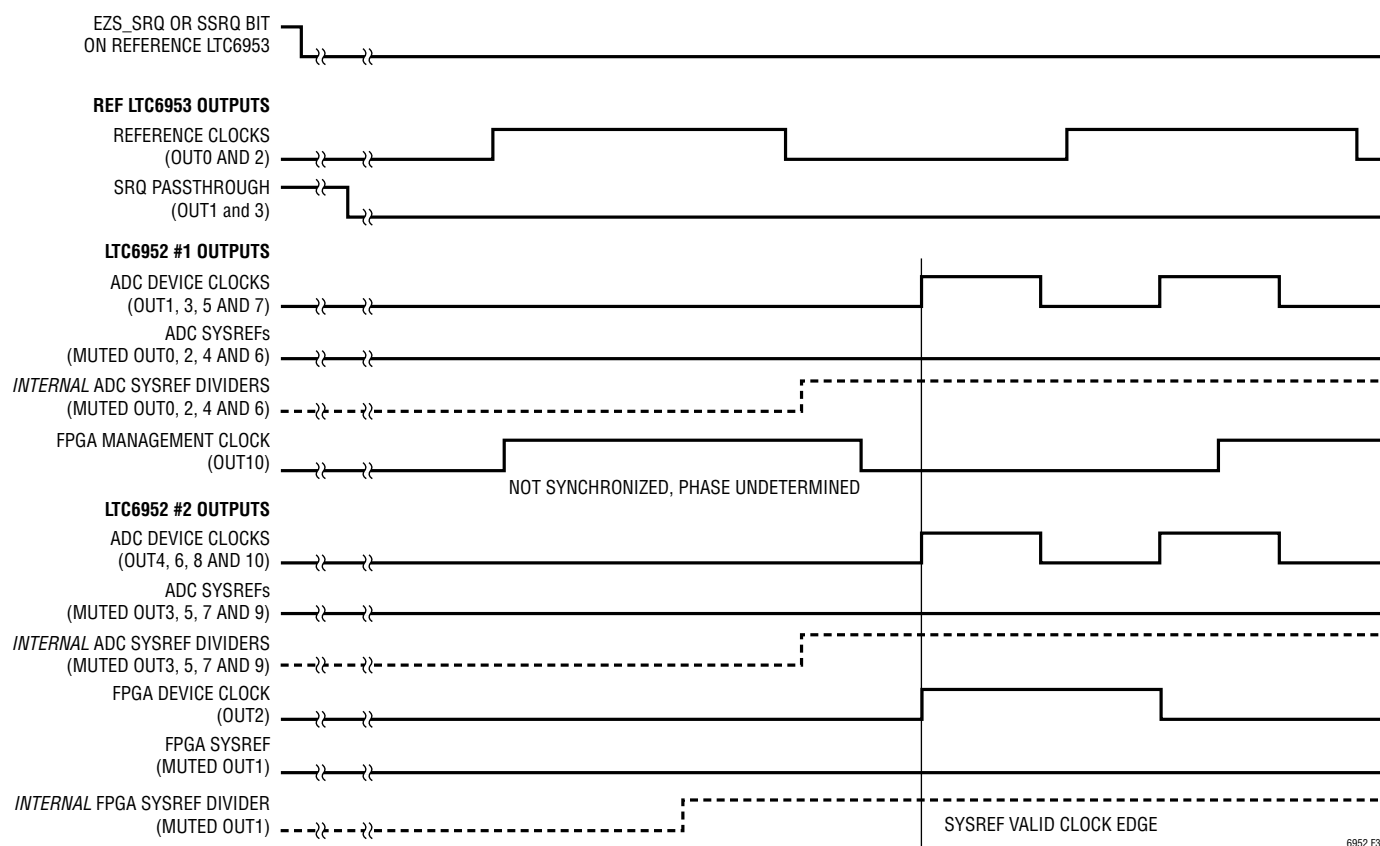 EZS_SRQ OR SSRQ BIT
ON REFERENCE LTC6953
REF LTC6953 OUTPUTS
REFERENCE CLOCKS
(OUT0 AND 2)
SRQ PASSTHROUGH
(OUT1 and 3)
LTC6952 #1 OUTPUTS
ADC DEVICE CLOCKS
(OUT1, 3, 5 AND 7)
ADC SYSREFs
(MUTED OUT0, 2, 4 AND 6)
INTERNAL ADC SYSREF DIVIDERS
(MUTED OUT0, 2, 4 AND 6)
FPGA MANAGEMENT CLOCK
(OUT10)
NOT SYNCHRONIZED, PHASE UNDETERMINED
LTC6952 #2 OUTPUTS
ADC DEVICE CLOCKS
(OUT4, 6, 8 AND 10)
ADC SYSREFs
(MUTED OUT3, 5, 7 AND 9)
INTERNAL ADC SYSREF DIVIDERS
(MUTED OUT3, 5, 7 AND 9)
FPGA DEVICE CLOCK
(OUT2)
FPGA SYSREF
(MUTED OUT1)
INTERNAL FPGA SYSREF DIVIDER
(MUTED OUT1)
SYSREF VALID CLOCK EDGE
6952 F3